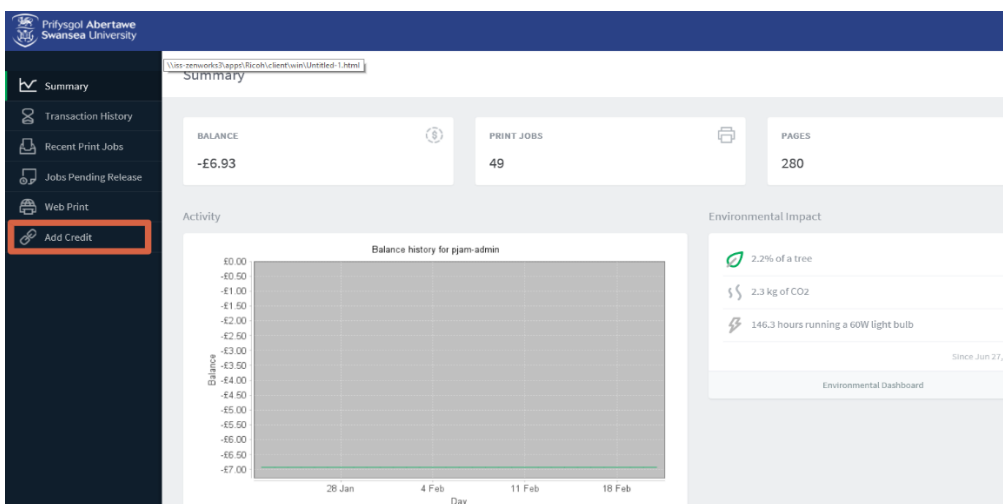 Prifysgol Abertawe
Swansea University
\\iss-zenworks3\apps\Ricoh\client\win\Untitled-1.html
Summary
Summary
Transaction History
Recent Print Jobs
Jobs Pending Release
Web Print
Add Credit
BALANCE
-£6.93
PRINT JOBS
49
PAGES
280
Activity
Balance history for pjam-admin
£0.00
-£0.50
-£1.00
-£1.50
-£2.00
-£2.50
-£3.00
-£3.50
-£4.00
-£4.50
-£5.00
-£5.50
-£6.00
-£6.50
-£7.00
Balance
28 Jan 4 Feb 11 Feb 18 Feb
Day
Environmental Impact
2.2% of a tree
2.3 kg of CO2
146.3 hours running a 60W light bulb
Since Jun 27,
Environmental Dashboard